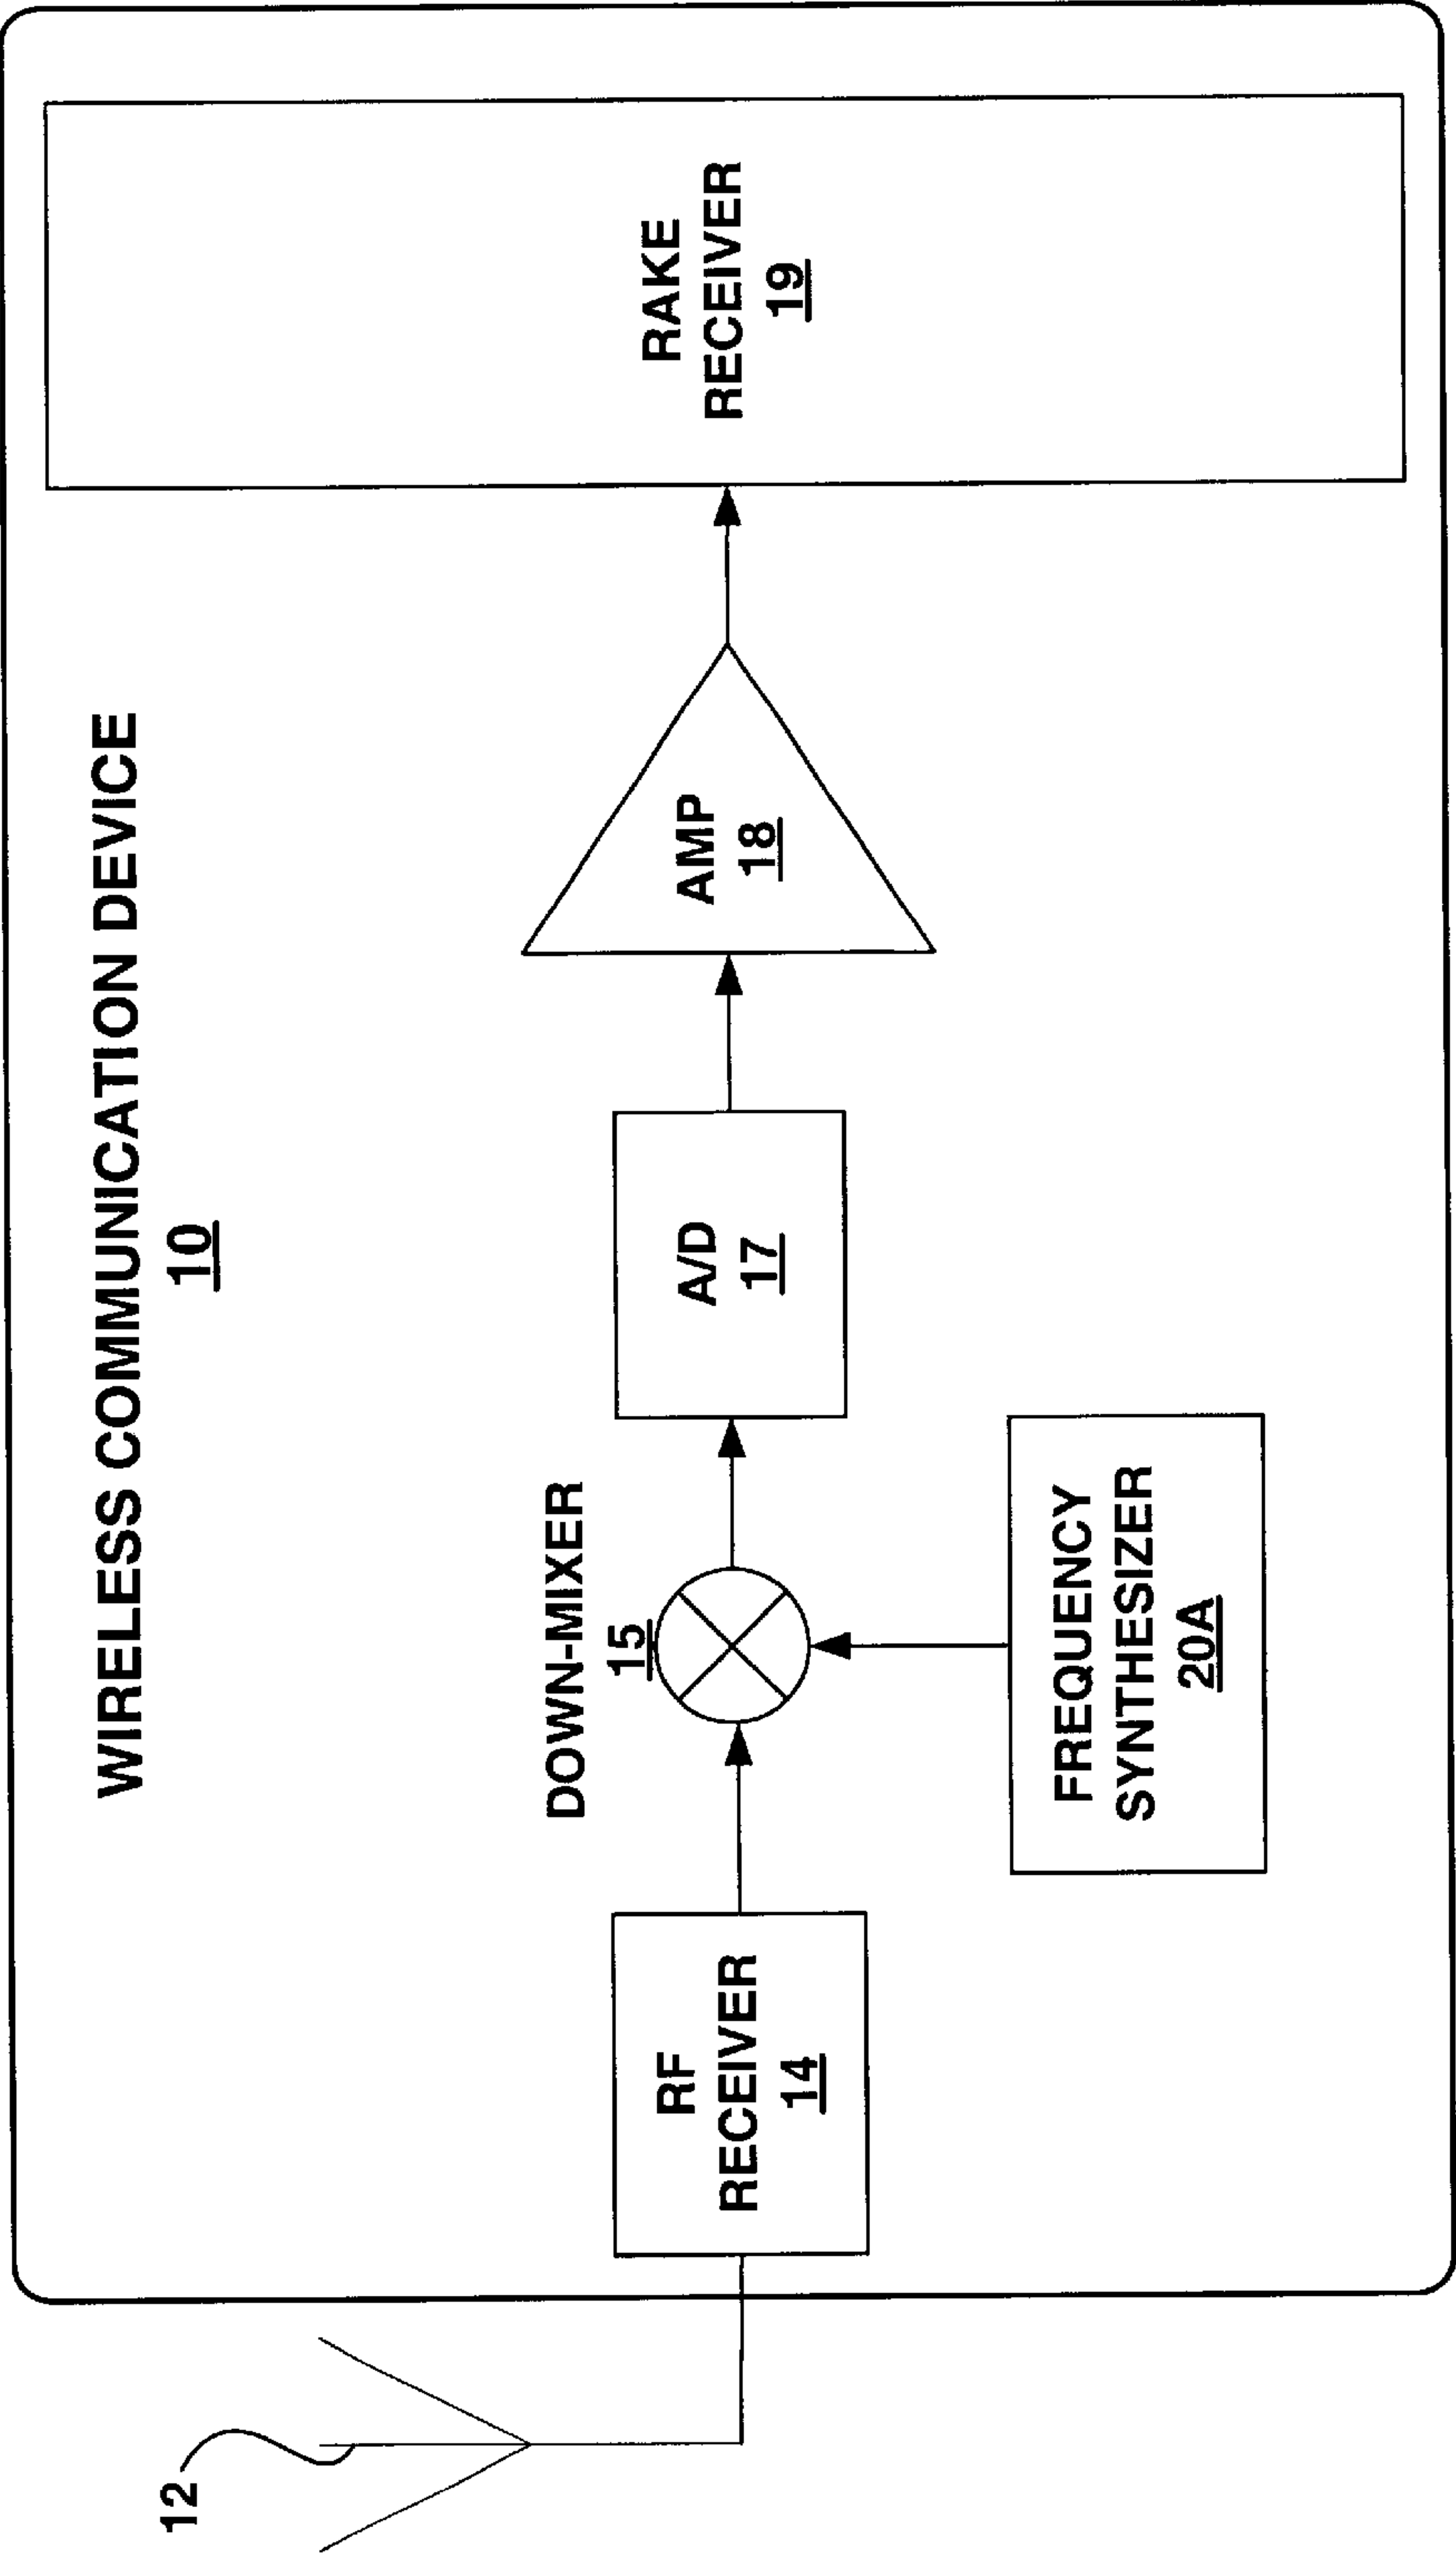 WIRELESS COMMUNICATION DEVICE
10
12
RF
RECEIVER
14
DOWN-MIXER
15
FREQUENCY
SYNTHESIZER
20A
A/D
17
AMP
18
RAKE
RECEIVER
19